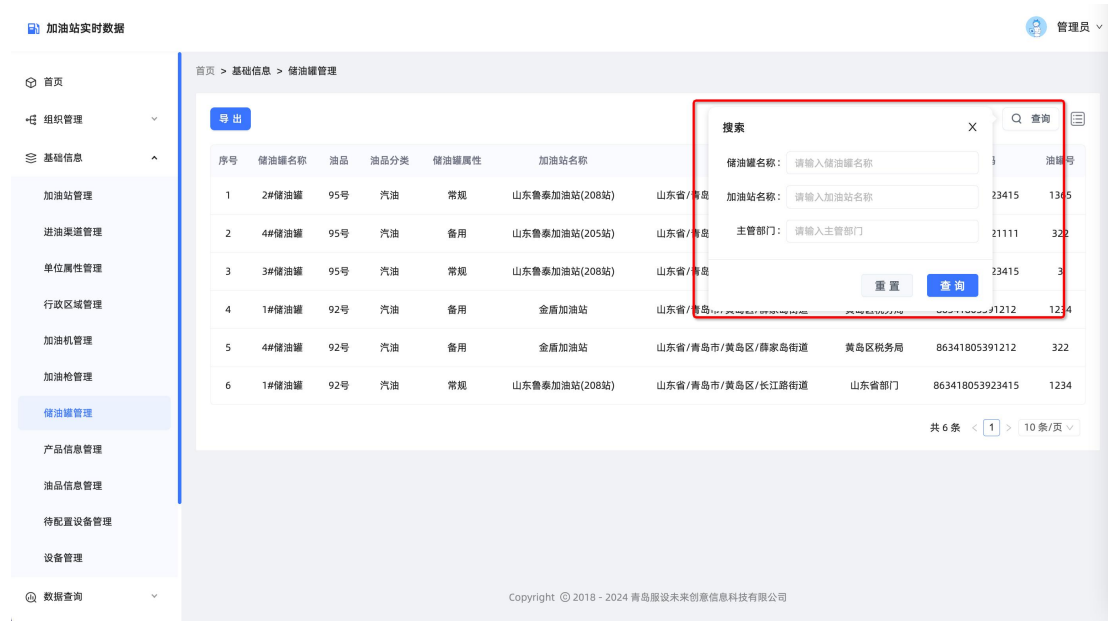 加油站实时数据
管理员
首页
组织管理
基础信息
加油站管理
进油渠道管理
单位属性管理
行政区域管理
加油机管理
加油枪管理
储油罐管理
产品信息管理
油品信息管理
待配置设备管理
设备管理
数据查询
首页 > 基础信息 > 储油罐管理
导出
查询
序号 储油罐名称 油品 油品分类 储油罐属性 加油站名称 油罐号
1 2#储油罐 95号 汽油 常规 山东鲁泰加油站(208站) 山东省/青岛 23415 1365
2 4#储油罐 95号 汽油 备用 山东鲁泰加油站(205站) 山东省/青岛 21111 322
3 3#储油罐 95号 汽油 常规 山东鲁泰加油站(208站) 山东省/青岛 23415 3
4 1#储油罐 92号 汽油 备用 金盾加油站 山东省/青岛市/黄岛区/薛家岛街道 黄岛区税务局 86341805391212 1234
5 4#储油罐 92号 汽油 备用 金盾加油站 山东省/青岛市/黄岛区/薛家岛街道 黄岛区税务局 86341805391212 322
6 1#储油罐 92号 汽油 常规 山东鲁泰加油站(208站) 山东省/青岛市/黄岛区/长江路街道 山东省部门 863418053923415 1234
搜索 X
储油罐名称: 请输入储油罐名称
加油站名称: 请输入加油站名称
主管部门: 请输入主管部门
重置 查询
共 6 条 < 1 > 10 条/页
Copyright © 2018 - 2024 青岛服设未来创意信息科技有限公司